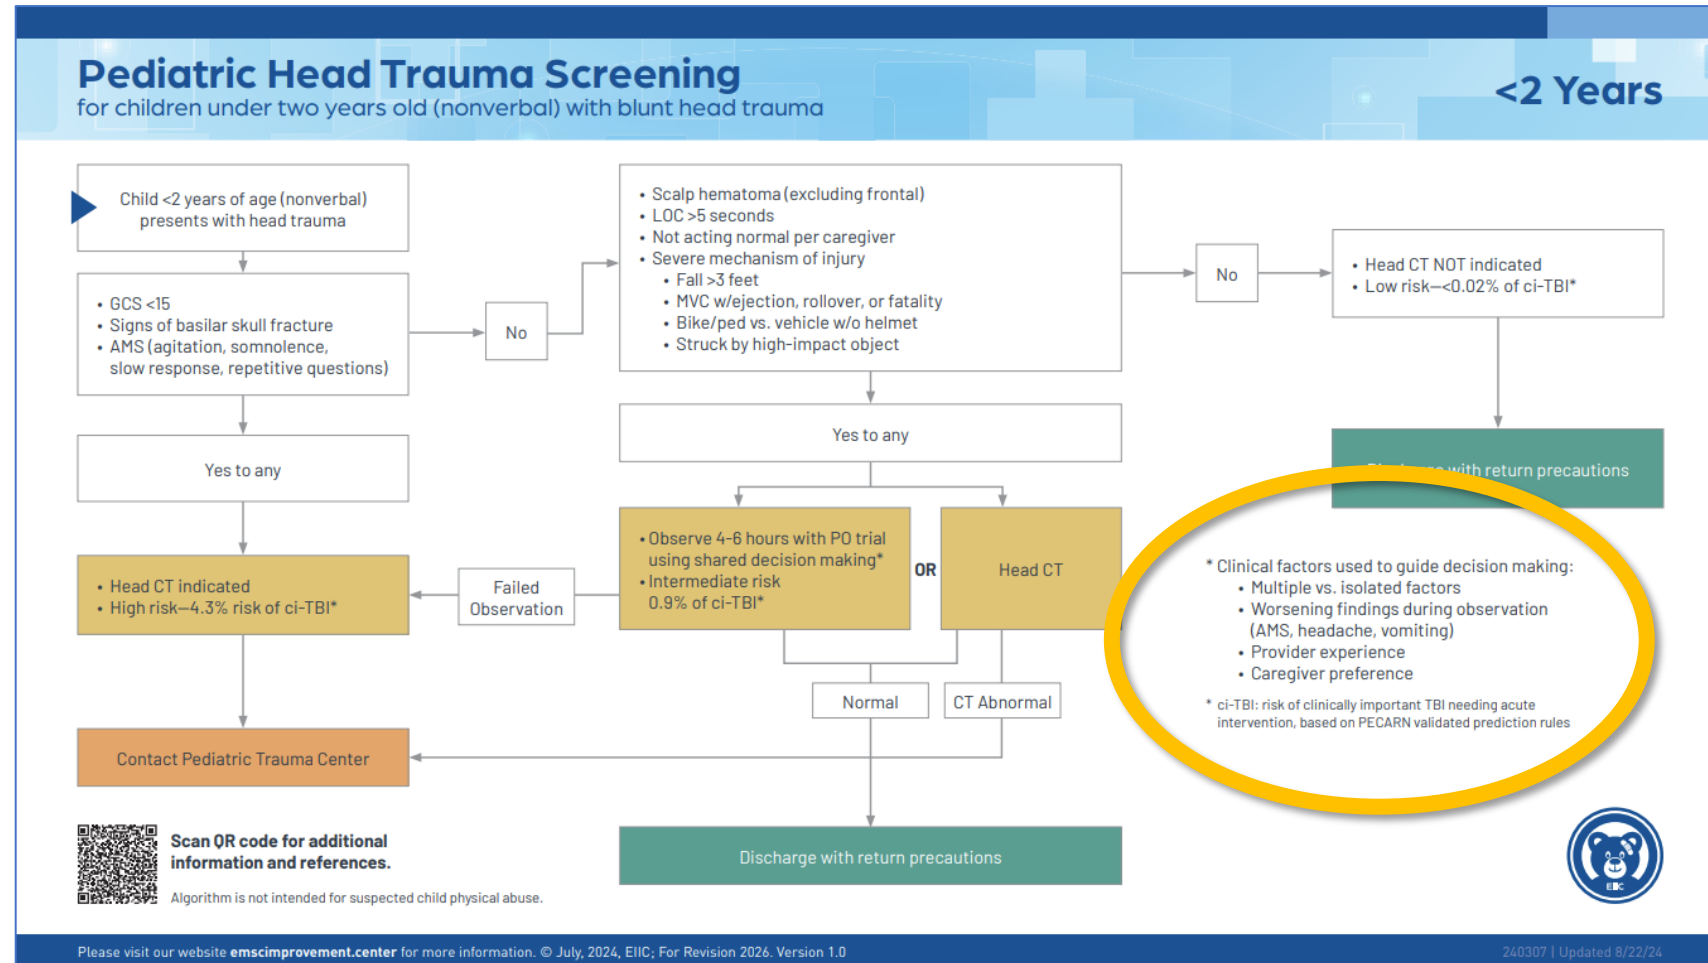 Pediatric Head Trauma Screening
for children under two years old (nonverbal) with blunt head trauma
<2 Years
Child <2 years of age (nonverbal)
presents with head trauma
• GCS <15
• Signs of basilar skull fracture
• AMS (agitation, somnolence,
slow response, repetitive questions)
No
• Scalp hematoma (excluding frontal)
• LOC >5 seconds
• Not acting normal per caregiver
• Severe mechanism of injury
• Fall >3 feet
• MVC w/ejection, rollover, or fatality
• Bike/ped vs. vehicle w/o helmet
• Struck by high-impact object
No
• Head CT NOT indicated
• Low risk—<0.02% of ci-TBI*
Yes to any
Yes to any
with return precautions
• Head CT indicated
• High risk—4.3% risk of ci-TBI*
Failed
Observation
• Observe 4-6 hours with PO trial
using shared decision making*
• Intermediate risk
0.9% of ci-TBI*
OR
Head CT
* Clinical factors used to guide decision making:
• Multiple vs. isolated factors
• Worsening findings during observation
(AMS, headache, vomiting)
• Provider experience
• Caregiver preference
* ci-TBI: risk of clinically important TBI needing acute
intervention, based on PECARN validated prediction rules
Normal
CT Abnormal
Contact Pediatric Trauma Center
Discharge with return precautions
Scan QR code for additional
information and references.
Algorithm is not intended for suspected child physical abuse.
EIIC
Please visit our website emscimprovement.center for more information. © July, 2024, EIIC; For Revision 2026. Version 1.0
240307 | Updated 8/22/24